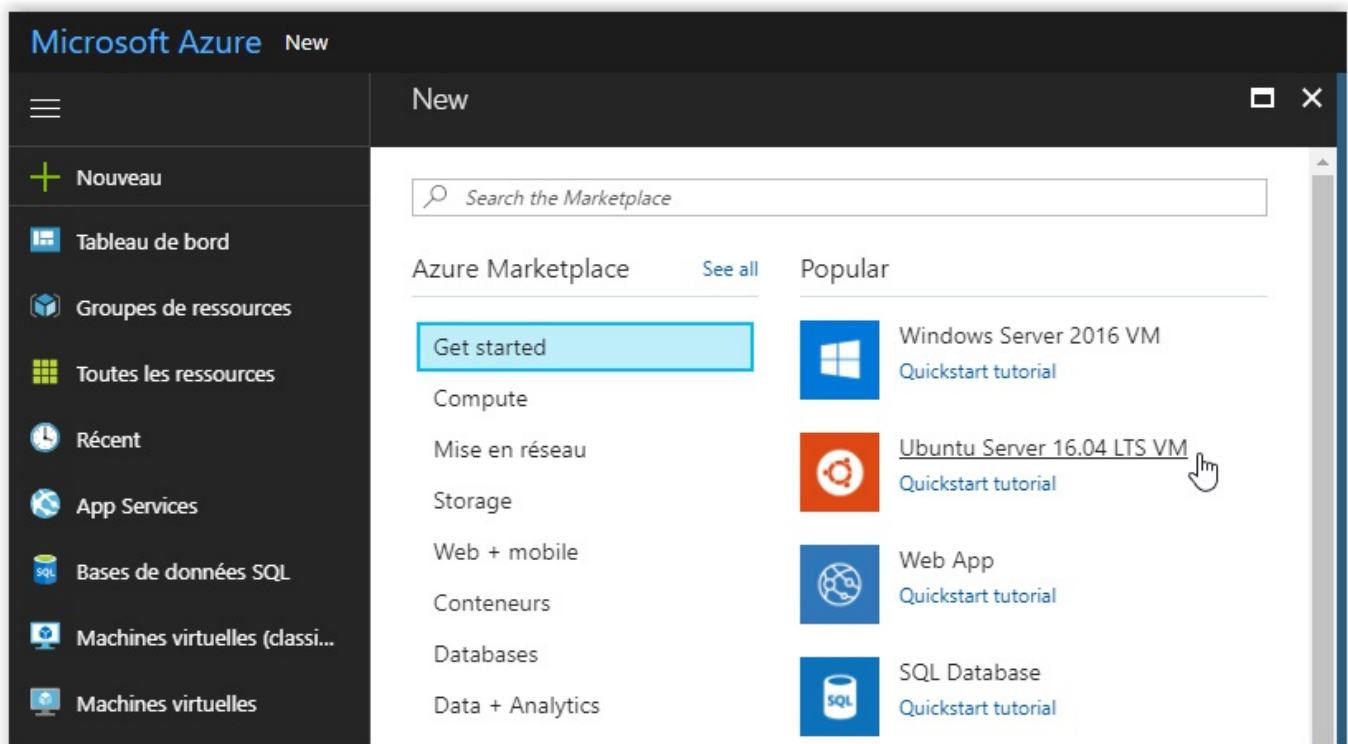 Microsoft Azure New
New
Nouveau
Tableau de bord
Groupes de ressources
Toutes les ressources
Récent
App Services
SQL
Bases de données SQL
Machines virtuelles (classi...
Machines virtuelles
Search the Marketplace
Azure Marketplace See all
Get started
Compute
Mise en réseau
Storage
Web + mobile
Conteneurs
Databases
Data + Analytics
Popular
Windows Server 2016 VM
Quickstart tutorial
Ubuntu Server 16.04 LTS VM
Quickstart tutorial
Web App
Quickstart tutorial
SQL
SQL Database
Quickstart tutorial